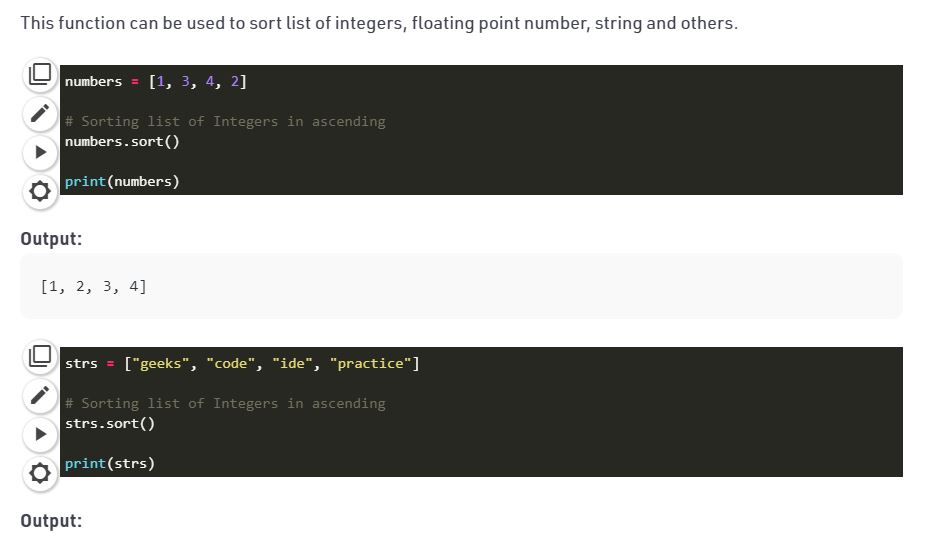 This function can be used to sort list of integers, floating point number, string and others.
numbers = [1, 3, 4, 2]
# Sorting list of Integers in ascending
numbers.sort()
print(numbers)
Output:
[1, 2, 3, 4]
strs = ["geeks", "code", "ide", "practice"]
# Sorting list of Integers in ascending
strs.sort()
print(strs)
Output: